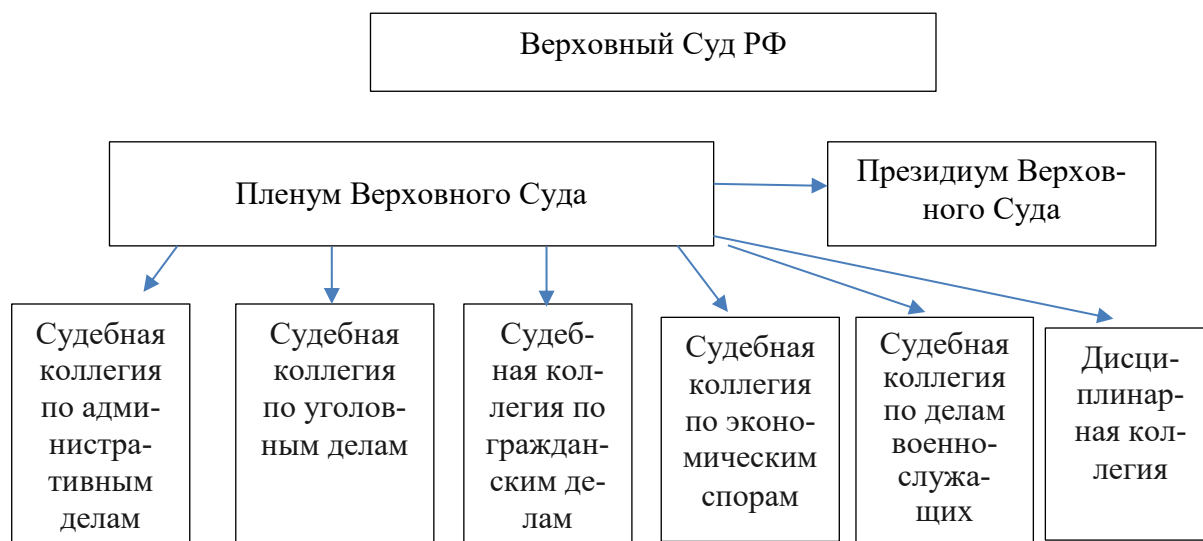 Верховный Суд РФ
Пленум Верховного Суда
Президиум Верхов-
ного Суда
Судебная
коллегия
по адми-
нистра-
тивным
делам
Судебная
коллегия
по уголов-
ным делам
Судеб-
ная кол-
легия по
граждан-
ским де-
лам
Судебная
коллегия
по эконо-
мическим
спорам
Судебная
коллегия
по делам
военно-
служа-
щих
Дисци-
плинар-
ная кол-
легия